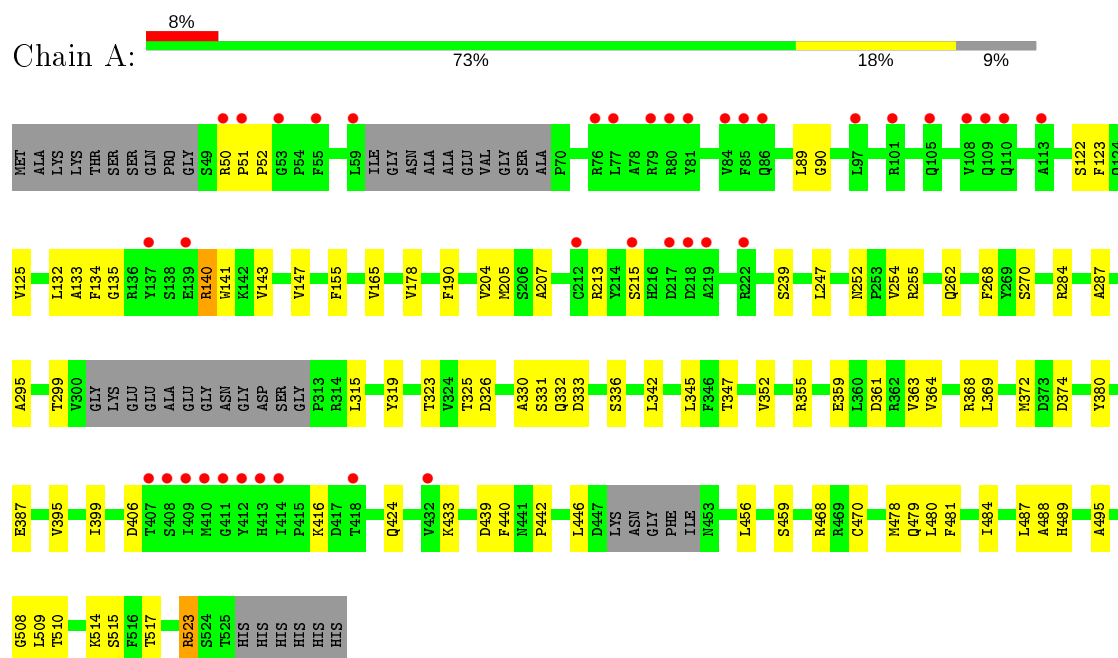 8%
Chain A:
73% 18% 9%
MET ALA LYS LYS THR SER SER GLN PRO GLY S49 R50 P51 P52 G53 P54 F55 L59 ILE GLY ASN ALA ALA GLU VAL GLY SER ALA P70 R76 L77 A78 R79 R80 Y81 V84 F85 Q86 L89 G90 L97 R101 Q105 V108 Q109 Q110 A113 S122 F123
V125 L132 A133 F134 G135 R136 Y137 S138 E139 R140 W141 K142 V143 V147 F155 V165 V178 F190 V204 M205 S206 A207 C212 R213 Y214 S215 H216 D217 D218 A219 R222 S239 L247 N252 P253 V254 R255 Q262 F268 Y269 S270 R284 A287
A295 T299 V300 GLY LYS GLU GLU ALA GLU GLY ASN GLY ASP SER GLY P313 R314 L315 Y319 T323 V324 T325 D326 A330 S331 Q332 D333 S336 L342 L345 F346 T347 V352 R355 E359 L360 D361 R362 V363 V364 R368 L369 M372 D373 D374 Y380
E387 V395 I399 D406 T407 S408 I409 M410 G411 Y412 H413 I414 P415 K416 D417 T418 Q424 V432 K433 D439 F440 N441 P442 L446 D447 LYS ASN GLY PHE ILE N453 L456 S459 R468 R469 C470 M478 Q479 L480 F481 I484 L487 A488 H489 A495
G508 L509 T510 K514 S515 F516 T517 R523 S524 T525 HIS HIS HIS HIS HIS HIS